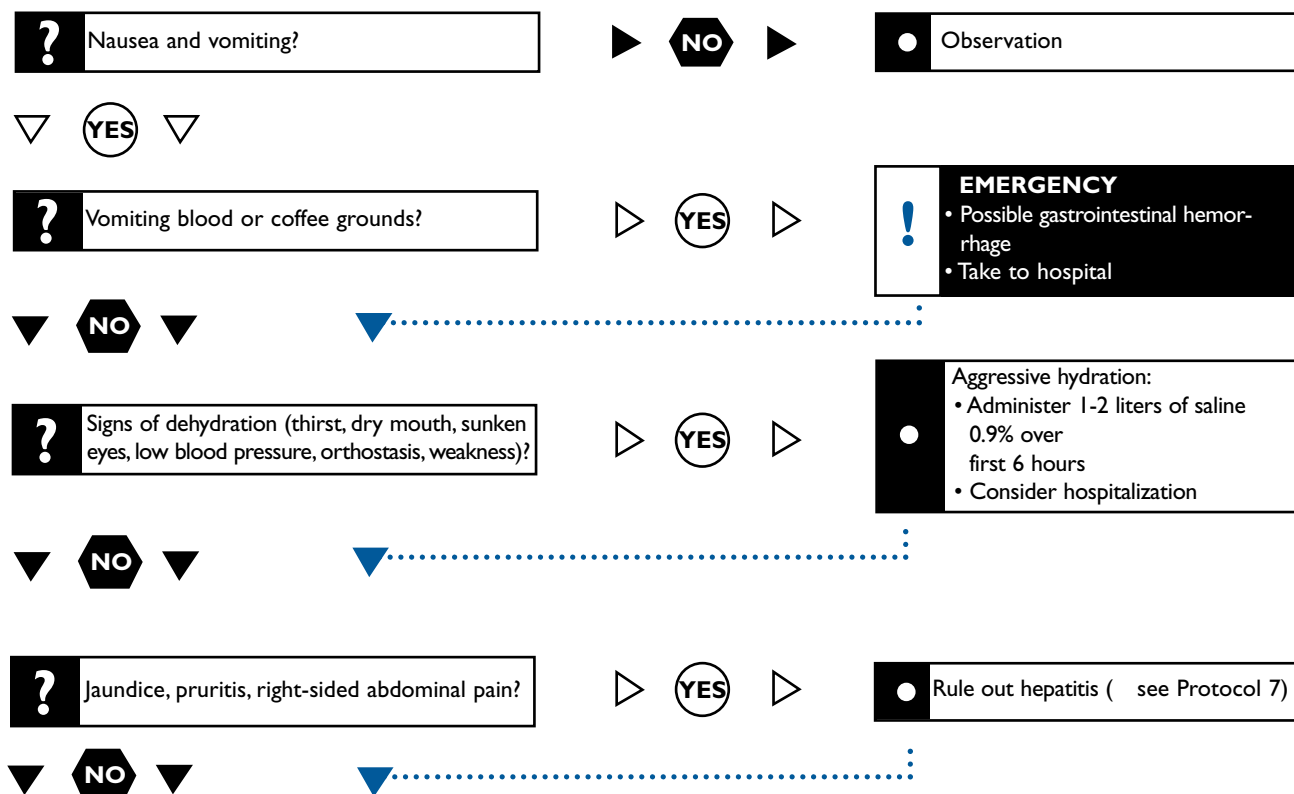 ? Nausea and vomiting?
NO
Observation
YES
? Vomiting blood or coffee grounds?
YES
! EMERGENCY
• Possible gastrointestinal hemor-
rhage
• Take to hospital
NO
? Signs of dehydration (thirst, dry mouth, sunken
eyes, low blood pressure, orthostasis, weakness)?
YES
Aggressive hydration:
• Administer 1-2 liters of saline
0.9% over
first 6 hours
• Consider hospitalization
NO
? Jaundice, pruritis, right-sided abdominal pain?
YES
Rule out hepatitis ( see Protocol 7)
NO